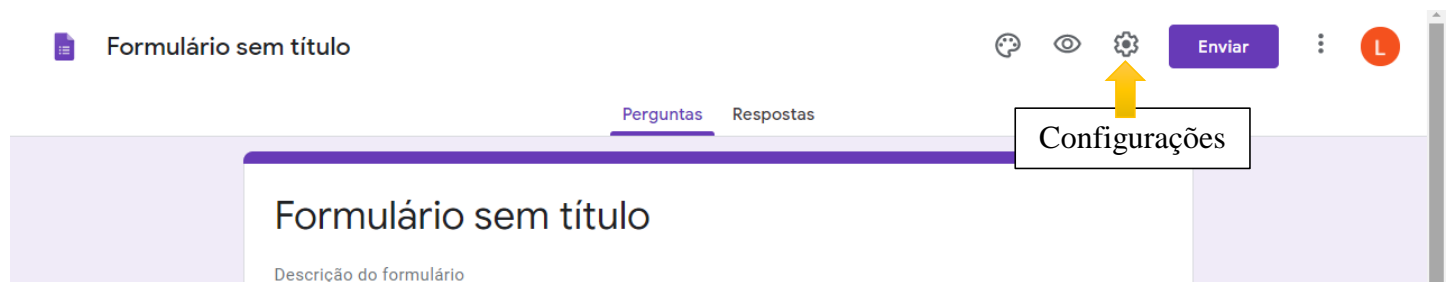 Formulário sem título
Enviar
L
Perguntas Respostas
Configurações
Formulário sem título
Descrição do formulário